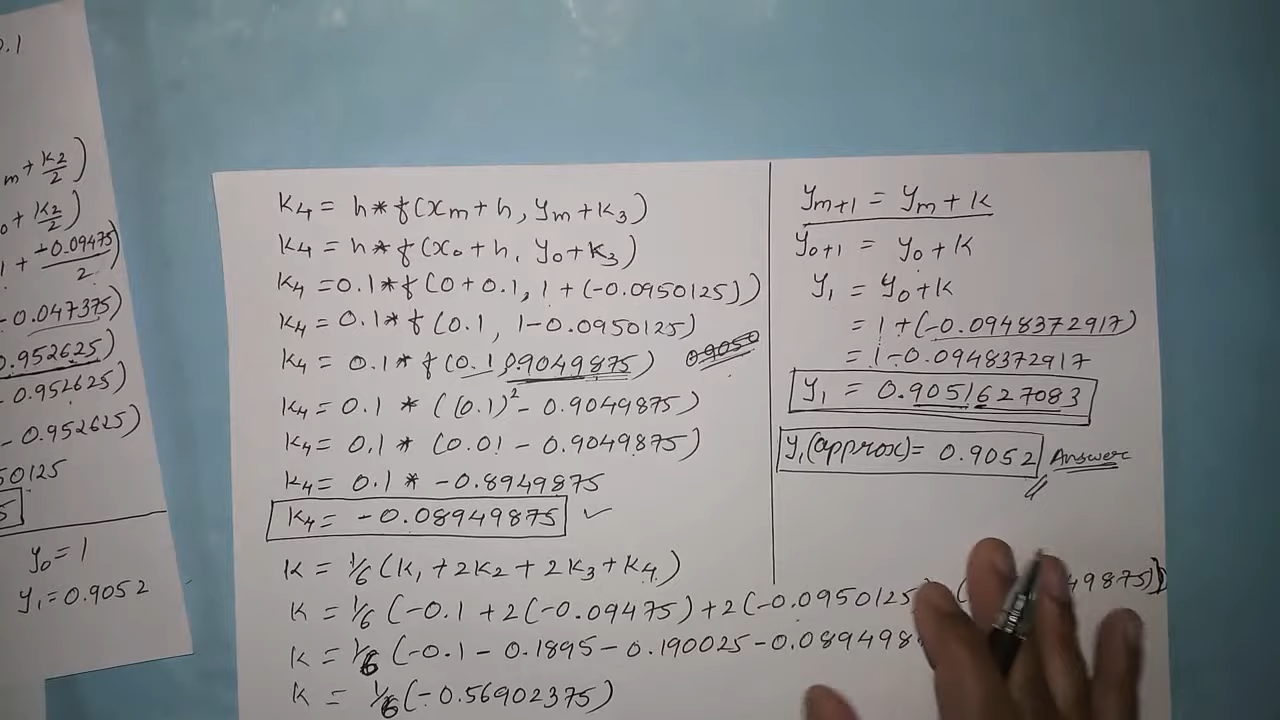 0.1
m + k2/2)
0 + k2/2)
1 + -0.09475/2)
-0.047375)
0.952625)
-0.952625)
-0.952625)
50125
5
y0 = 1
y1 = 0.9052
k4 = h*f(xm+h, ym+k3)
k4 = h*f(x0+h, y0+k3)
k4 = 0.1*f(0+0.1, 1+(-0.0950125))
k4 = 0.1*f(0.1, 1-0.0950125)
k4 = 0.1*f(0.1, 0.9049875)
k4 = 0.1 * ((0.1)² - 0.9049875)
k4 = 0.1 * (0.01 - 0.9049875)
k4 = 0.1 * -0.8949875
k4 = -0.08949875 ✓
k = 1/6 (k1 + 2k2 + 2k3 + k4)
k = 1/6 (-0.1 + 2(-0.09475) + 2(-0.0950125) (49875))
k = 1/6 (-0.1 - 0.1895 - 0.190025 - 0.089498
k = 1/6 (-0.56902375)
ym+1 = ym + k
y0+1 = y0 + k
y1 = y0 + k
= 1 + (-0.0948372917)
= 1 - 0.0948372917
y1 = 0.9051627083
y1(approx) = 0.9052 Answer